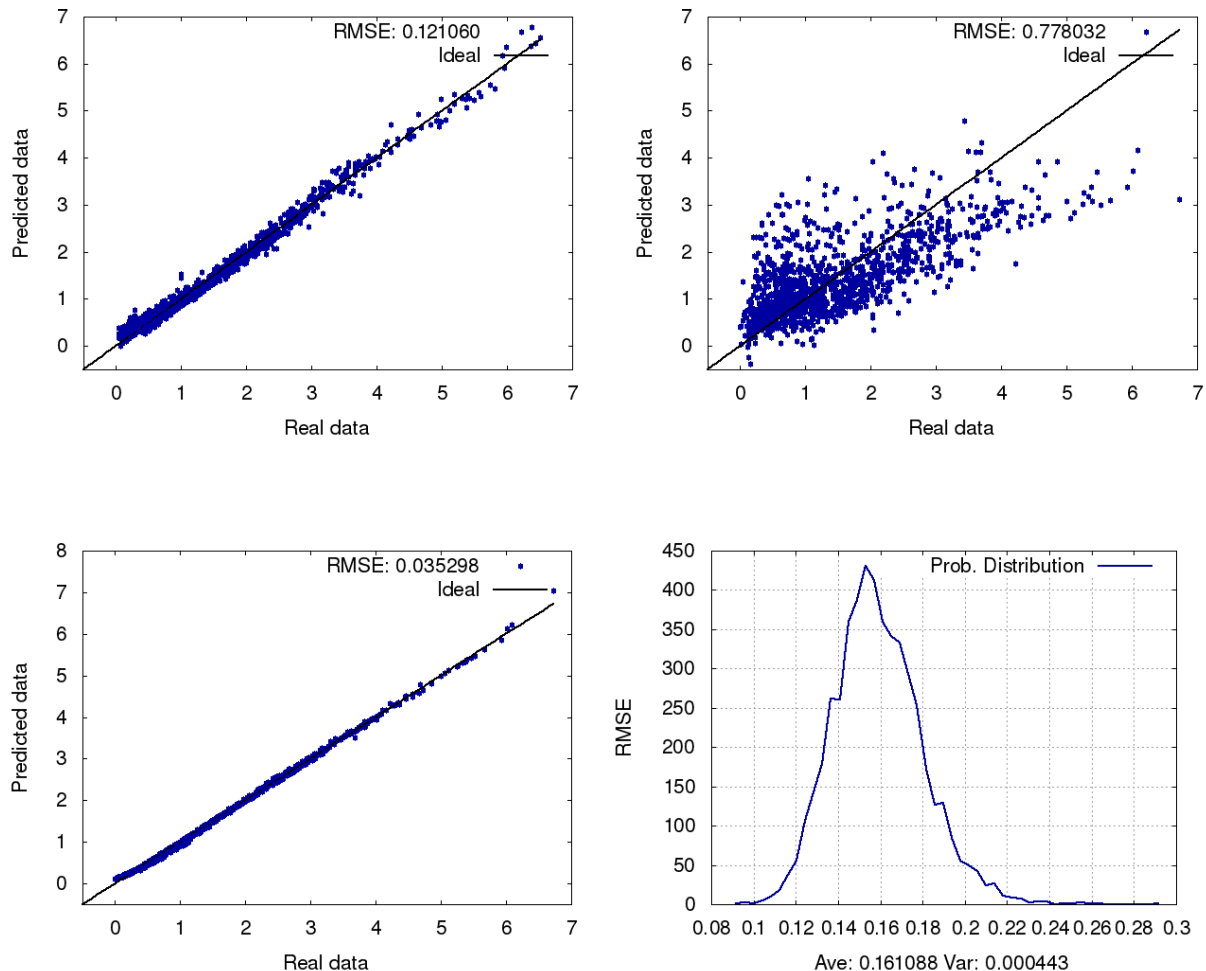 7
6
5
4
3
2
1
0
Predicted data
RMSE: 0.121060
Ideal
0 1 2 3 4 5 6 7
Real data
7
6
5
4
3
2
1
0
Predicted data
RMSE: 0.778032
Ideal
0 1 2 3 4 5 6 7
Real data
8
7
6
5
4
3
2
1
0
Predicted data
RMSE: 0.035298
Ideal
0 1 2 3 4 5 6 7
Real data
450
400
350
300
250
200
150
100
50
0
RMSE
Prob. Distribution
0.08 0.1 0.12 0.14 0.16 0.18 0.2 0.22 0.24 0.26 0.28 0.3
Ave: 0.161088 Var: 0.000443